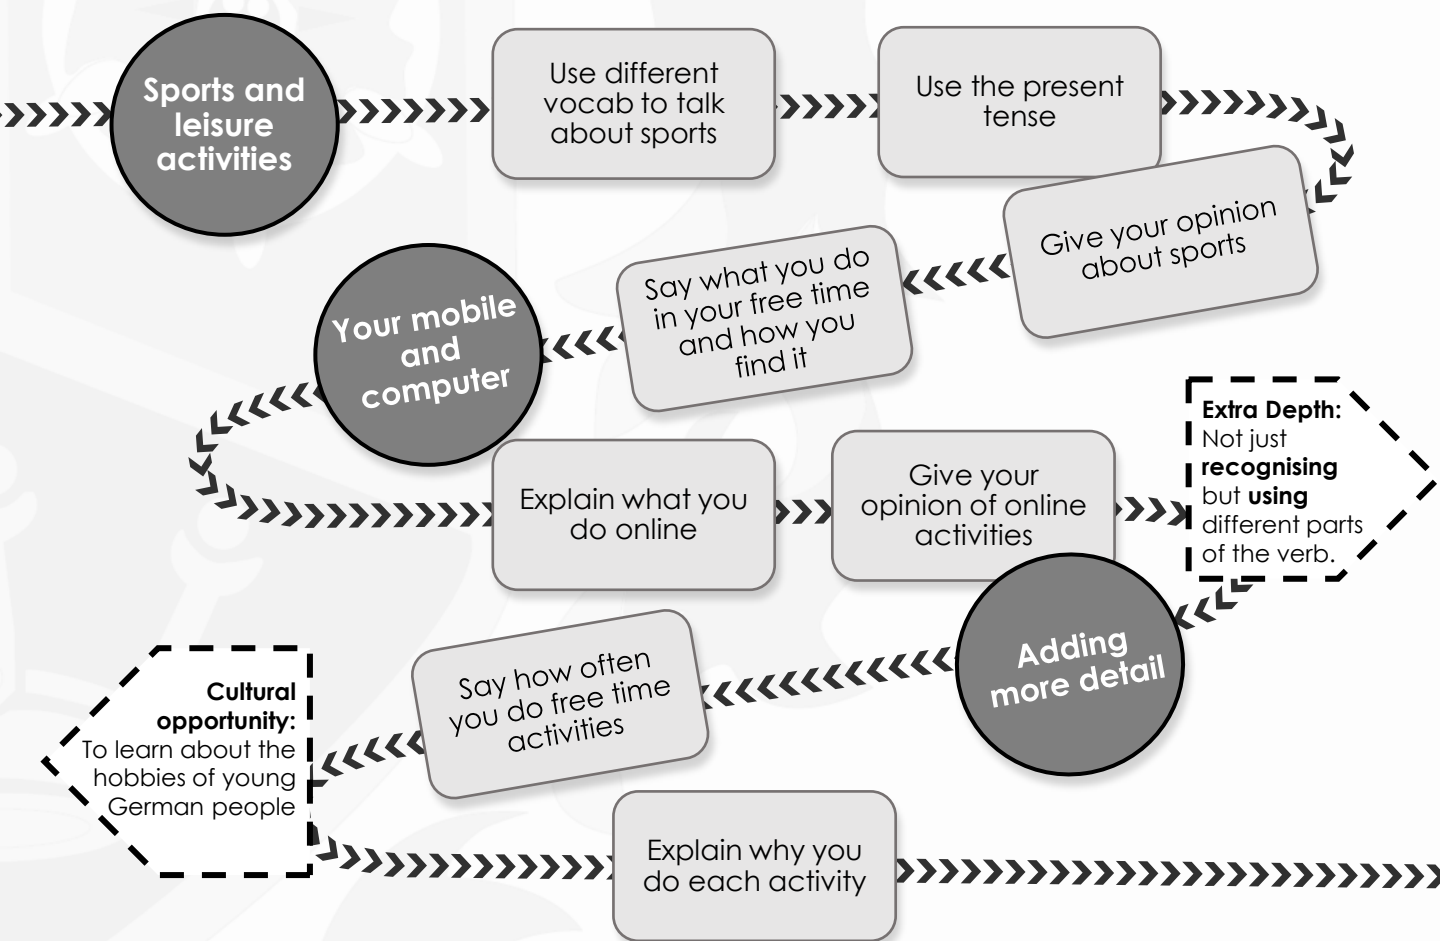 Sports and
leisure
activities
Use different
vocab to talk
about sports
Use the present
tense
Give your opinion
about sports
Say what you do
in your free time
and how you
find it
Your mobile
and
computer
Explain what you
do online
Give your
opinion of online
activities
Extra Depth:
Not just
recognising
but using
different parts
of the verb.
Adding
more detail
Say how often
you do free time
activities
Cultural
opportunity:
To learn about the
hobbies of young
German people
Explain why you
do each activity